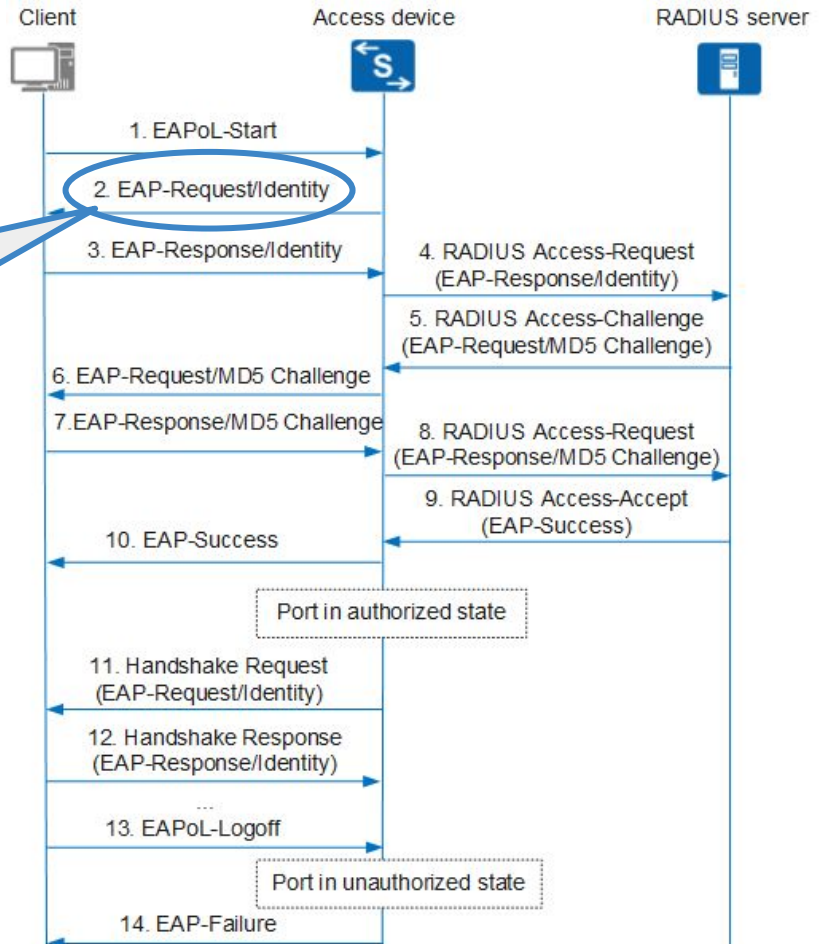 Client
Access device
RADIUS server
S
1. EAPoL-Start
2. EAP-Request/Identity
3. EAP-Response/Identity
4. RADIUS Access-Request
(EAP-Response/Identity)
5. RADIUS Access-Challenge
(EAP-Request/MD5 Challenge)
6. EAP-Request/MD5 Challenge
7.EAP-Response/MD5 Challenge
8. RADIUS Access-Request
(EAP-Response/MD5 Challenge)
9. RADIUS Access-Accept
(EAP-Success)
10. EAP-Success
Port in authorized state
11. Handshake Request
(EAP-Request/Identity)
12. Handshake Response
(EAP-Response/Identity)
...
13. EAPoL-Logoff
Port in unauthorized state
14. EAP-Failure